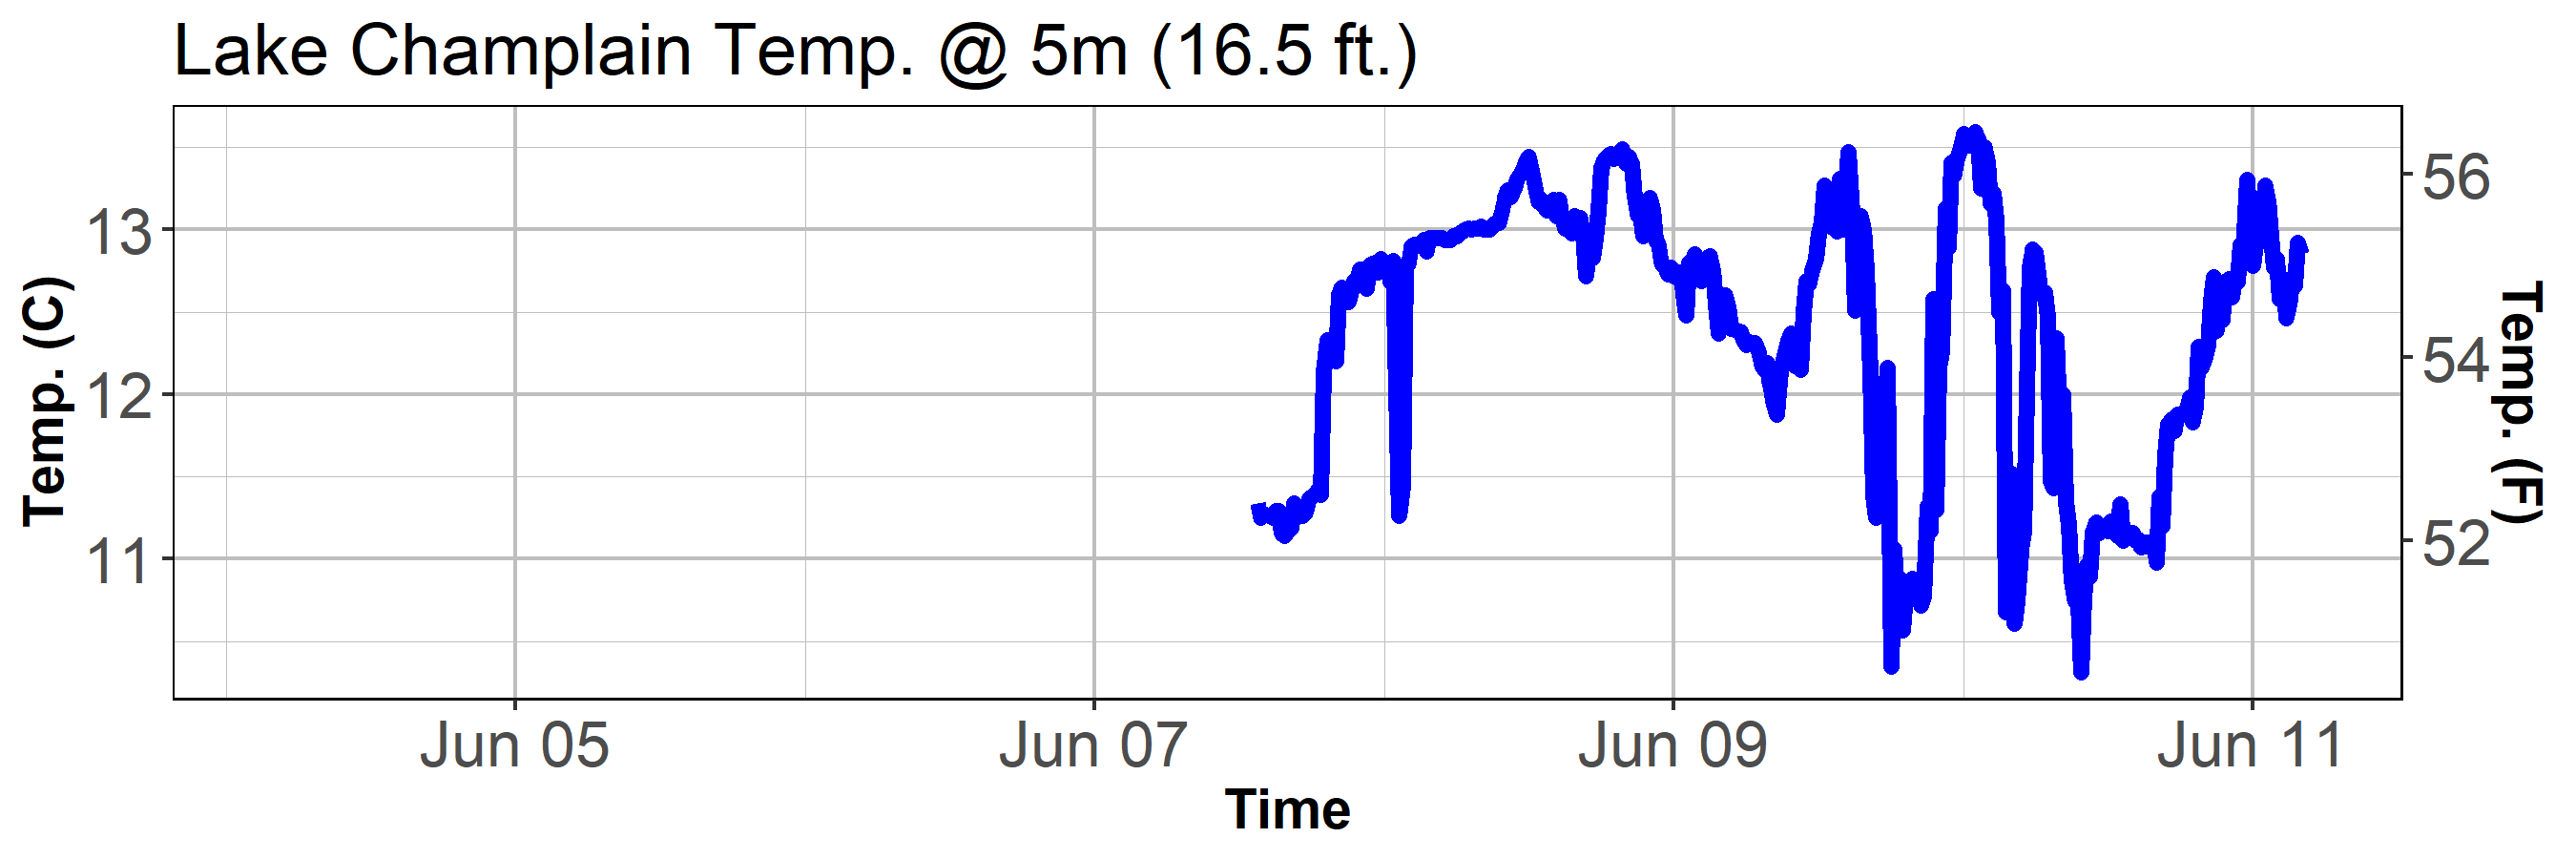 Lake Champlain Temp. @ 5m (16.5 ft.)
Temp. (C)
13
12
11
56
54
52
Temp. (F)
Jun 05
Jun 07
Jun 09
Jun 11
Time